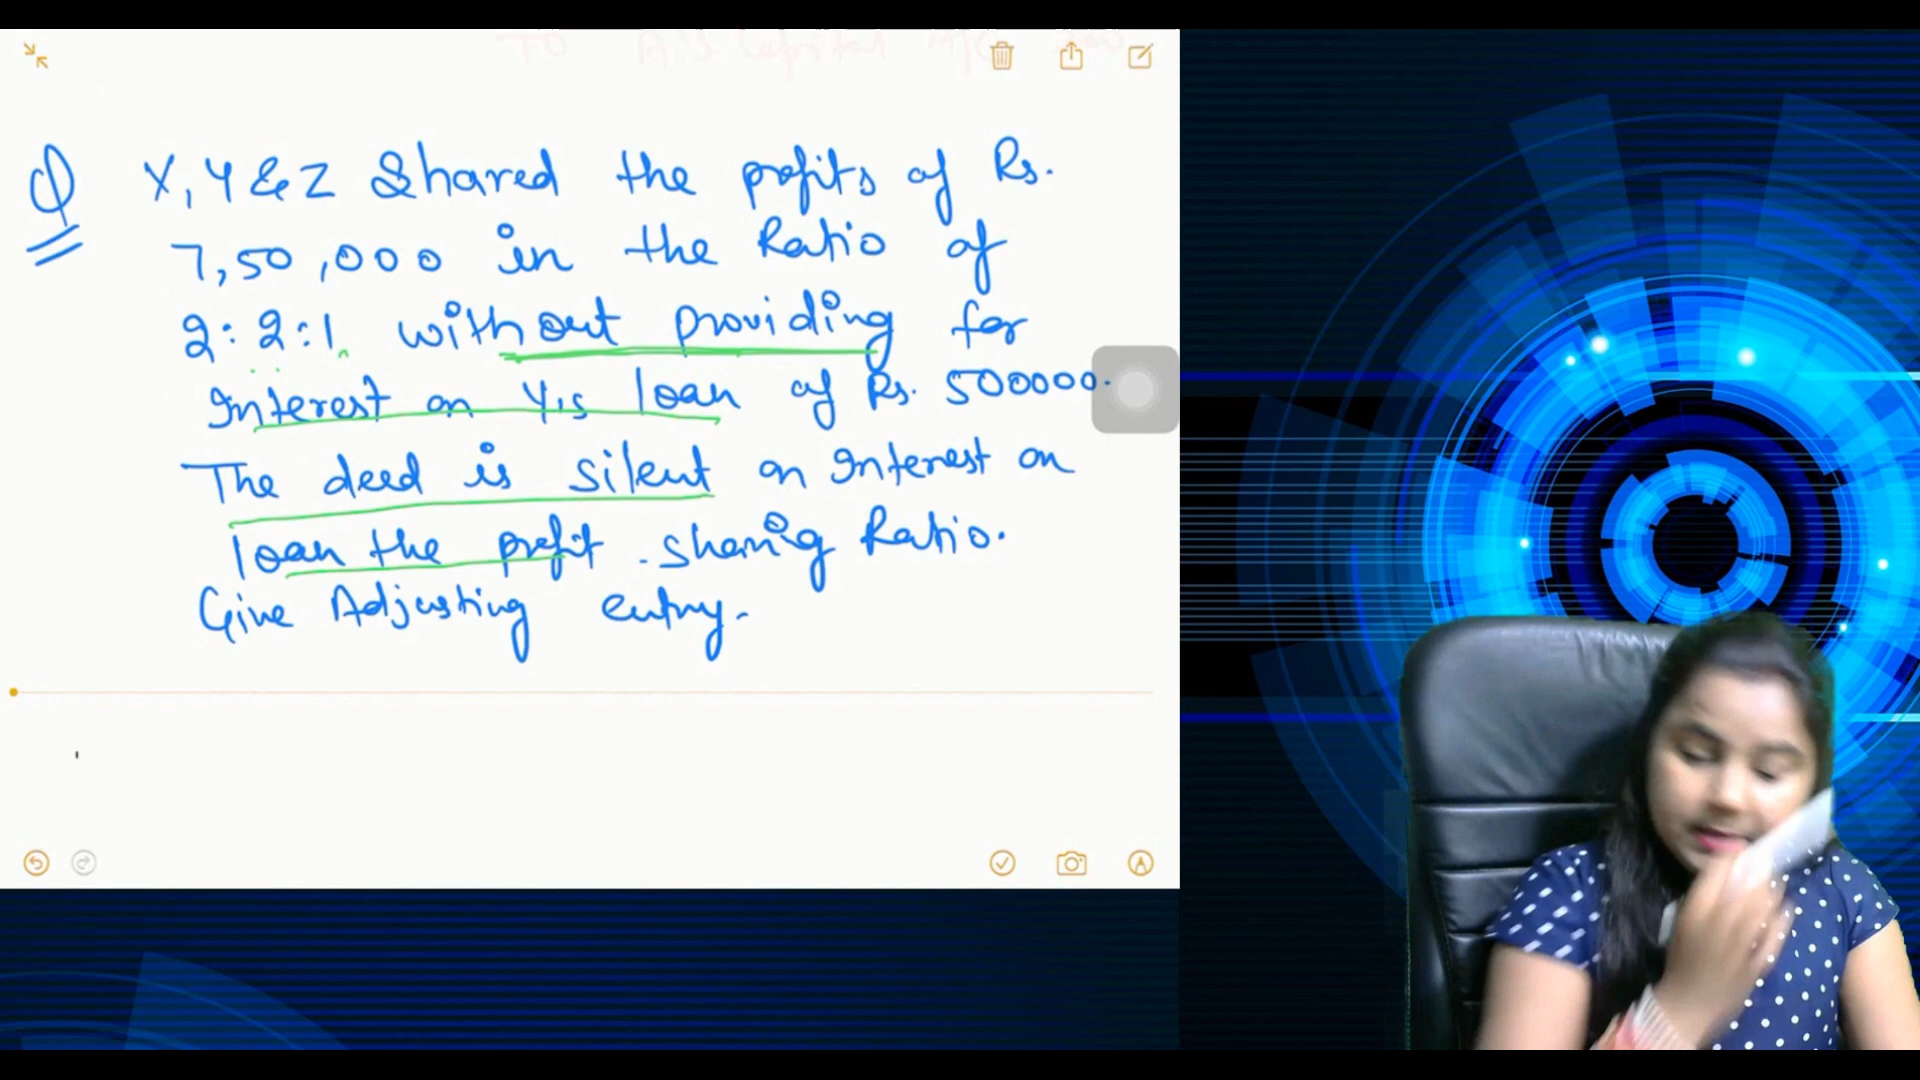 To A's Capital A/c
Q X, Y & Z Shared the profits of Rs.
7,50,000 in the Ratio of
2:2:1. without providing for
Interest on Y's loan of Rs. 500000.
The deed is silent on Interest on
loan the profit . sharing Ratio.
Give Adjusting entry.